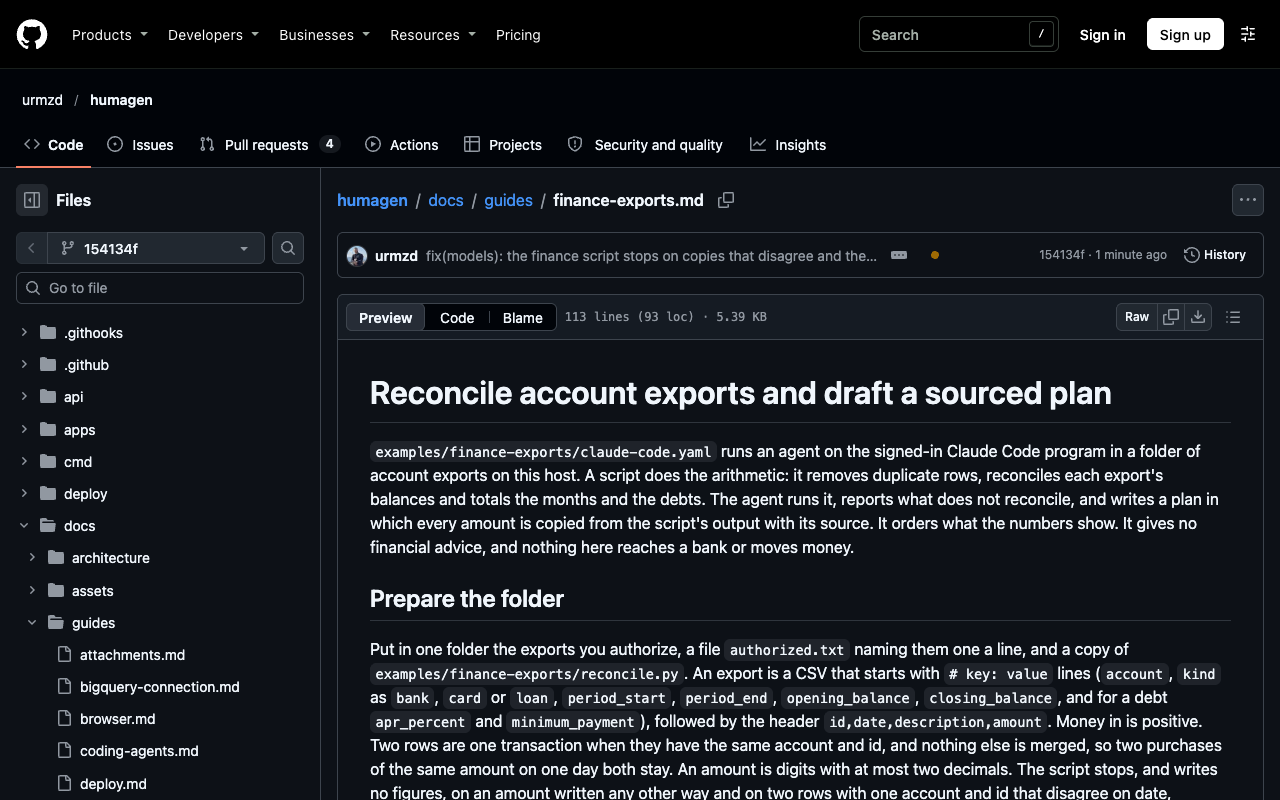 Products Developers Businesses Resources Pricing Search / Sign in Sign up
urmzd / humagen
Code Issues Pull requests 4 Actions Projects Security and quality Insights
Files
154134f
Go to file
.githooks
.github
api
apps
cmd
deploy
docs
architecture
assets
guides
attachments.md
bigquery-connection.md
browser.md
coding-agents.md
deploy.md
humagen / docs / guides / finance-exports.md
urmzd fix(models): the finance script stops on copies that disagree and the... 154134f · 1 minute ago History
Preview Code Blame 113 lines (93 loc) · 5.39 KB Raw
Reconcile account exports and draft a sourced plan
examples/finance-exports/claude-code.yaml runs an agent on the signed-in Claude Code program in a folder of
account exports on this host. A script does the arithmetic: it removes duplicate rows, reconciles each export's
balances and totals the months and the debts. The agent runs it, reports what does not reconcile, and writes a plan in
which every amount is copied from the script's output with its source. It orders what the numbers show. It gives no
financial advice, and nothing here reaches a bank or moves money.
Prepare the folder
Put in one folder the exports you authorize, a file authorized.txt naming them one a line, and a copy of
examples/finance-exports/reconcile.py. An export is a CSV that starts with # key: value lines ( account , kind
as bank , card or loan , period_start , period_end , opening_balance , closing_balance , and for a debt
apr_percent and minimum_payment ), followed by the header id,date,description,amount . Money in is positive.
Two rows are one transaction when they have the same account and id, and nothing else is merged, so two purchases
of the same amount on one day both stay. An amount is digits with at most two decimals. The script stops, and writes
no figures, on an amount written any other way and on two rows with one account and id that disagree on date,